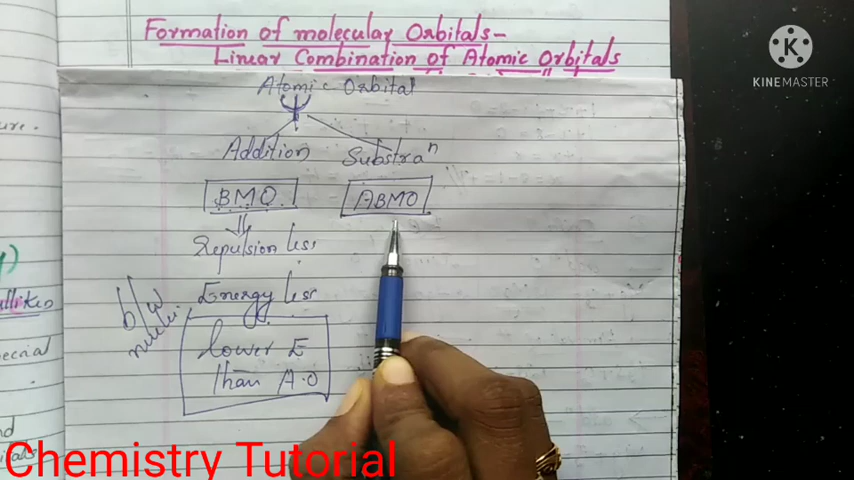 Formation of molecular Orbitals-
Linear Combination of Atomic Orbitals
KINEMASTER
Atomic Orbital
Ψ
Addition Substraⁿ
BMO ABMO
Repulsion less
b/w nuclei.
Energy less
lower E
than A.O
Chemistry Tutorial